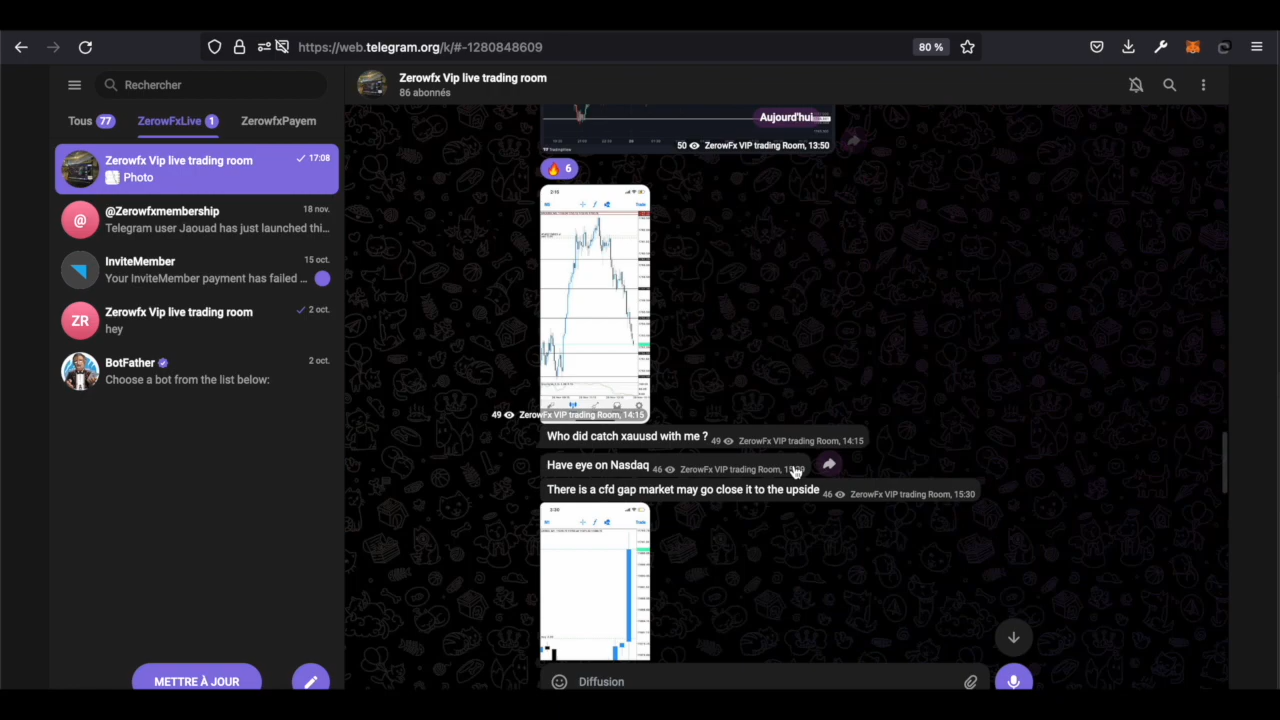 https://web.telegram.org/k/#-1280848609
80 %
Rechercher
Tous 77
ZerowFxLive 1
ZerowfxPayem
Zerowfx Vip live trading room
17:08
Photo
@Zerowfxmembership
18 nov.
Telegram user Jaouad has just launched thi...
InviteMember
15 oct.
Your InviteMember payment has failed ...
ZR
Zerowfx Vip live trading room
2 oct.
hey
BotFather
2 oct.
Choose a bot from the list below:
METTRE À JOUR
Zerowfx Vip live trading room
86 abonnés
Aujourd'hui
50 ZerowFx VIP trading Room, 13:50
6
2:15
Trade
49 ZerowFx VIP trading Room, 14:15
Who did catch xauusd with me ? 49 ZerowFx VIP trading Room, 14:15
Have eye on Nasdaq 46 ZerowFx VIP trading Room,
There is a cfd gap market may go close it to the upside 46 ZerowFx VIP trading Room, 15:30
Trade
Diffusion